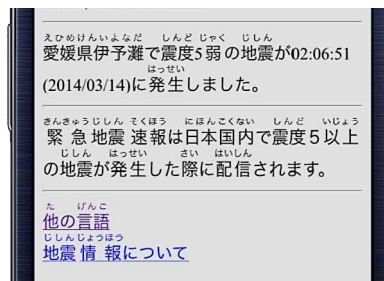 えひめけんいよなだ しんど じゃく じしん
愛媛県伊予灘で震度5弱の地震が02:06:51
はっせい
(2014/03/14)に発生しました。
きんきゅうじしん そくほう にほんこくない しんど いじょう
緊急地震速報は日本国内で震度5以上
じしん はっせい さい はいしん
の地震が発生した際に配信されます。
た げんご
他の言語
じしんじょうほう
地震情報について